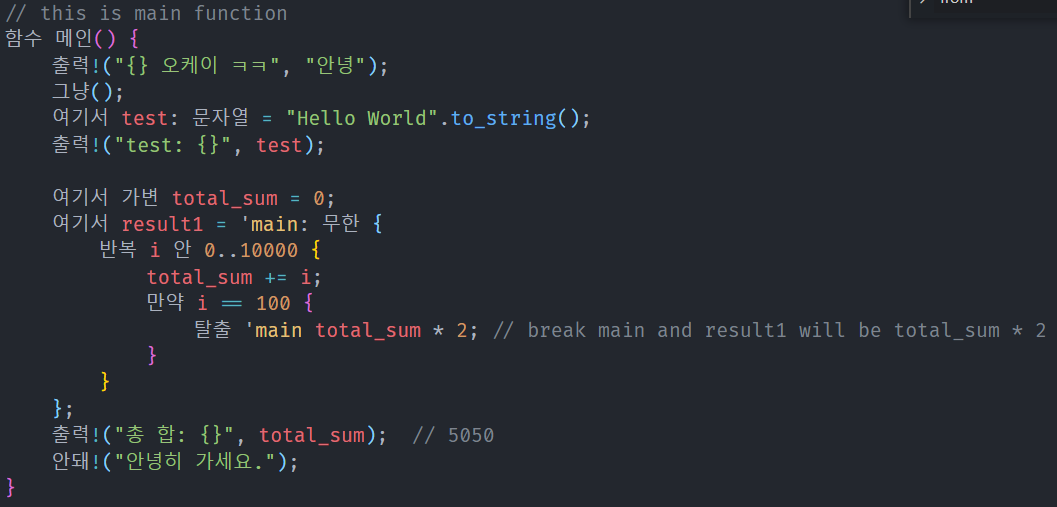 // this is main function
함수 메인() {
    출력!("{} 오케이 ㅋㅋ", "안녕");
    그냥();
    여기서 test: 문자열 = "Hello World".to_string();
    출력!("test: {}", test);

    여기서 가변 total_sum = 0;
    여기서 result1 = 'main: 무한 {
        반복 i 안 0..10000 {
            total_sum += i;
            만약 i == 100 {
                탈출 'main total_sum * 2; // break main and result1 will be total_sum * 2
            }
        }
    };
    출력!("총 합: {}", total_sum);  // 5050
    안돼!("안녕히 가세요.");
}